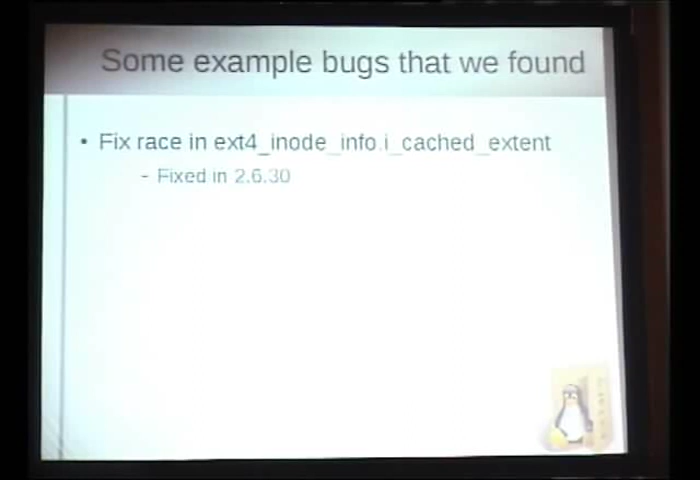 Some example bugs that we found
• Fix race in ext4_inode_info.i_cached_extent
- Fixed in 2.6.30